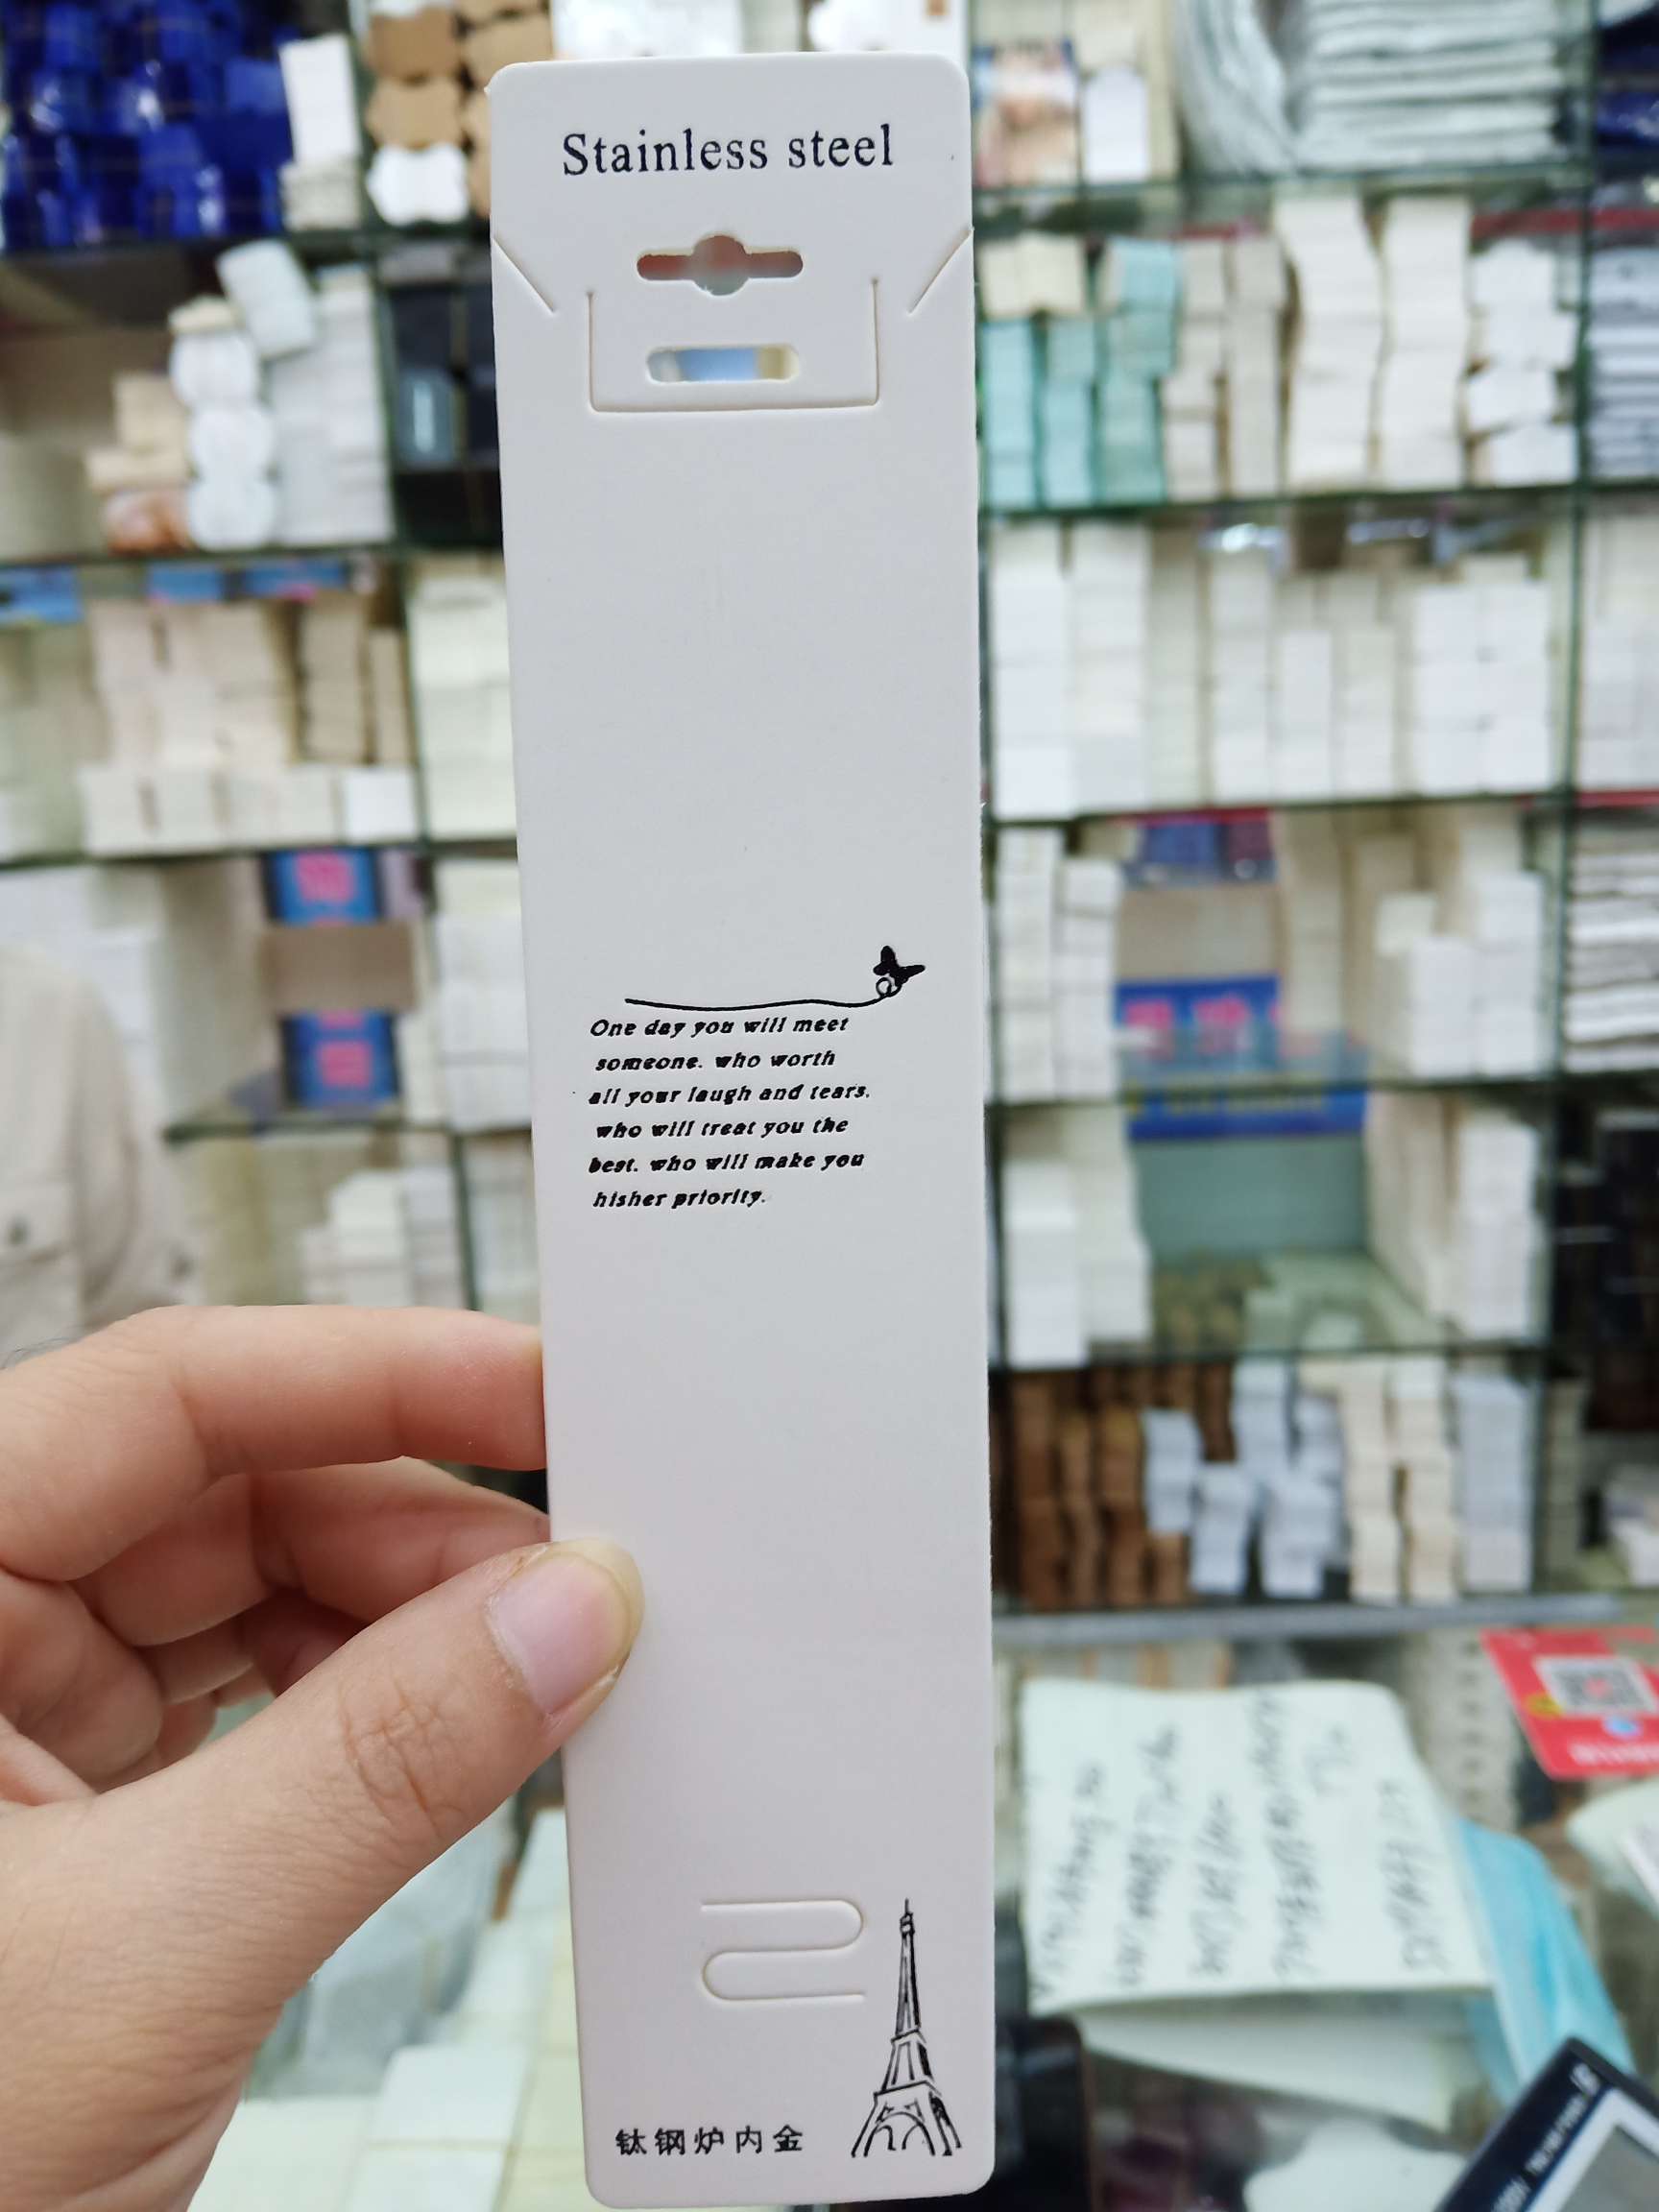 Stainless steel
One day you will meet
someone. who worth
all your laugh and tears.
who will treat you the
best. who will make you
hisher priority.
钛钢炉内金